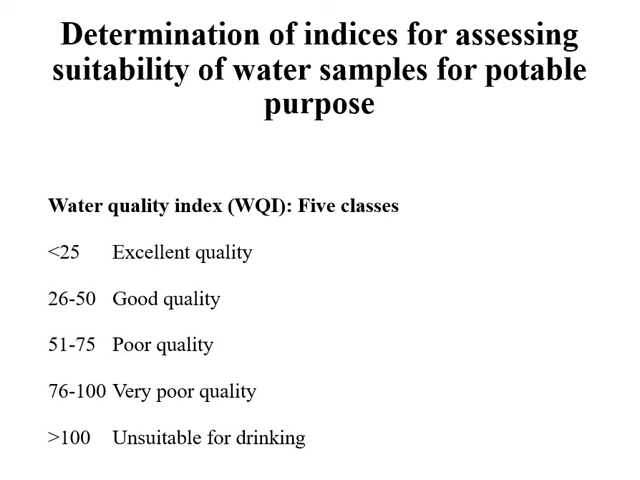 Determination of indices for assessing
suitability of water samples for potable
purpose
Water quality index (WQI): Five classes
<25 Excellent quality
26-50 Good quality
51-75 Poor quality
76-100 Very poor quality
>100 Unsuitable for drinking